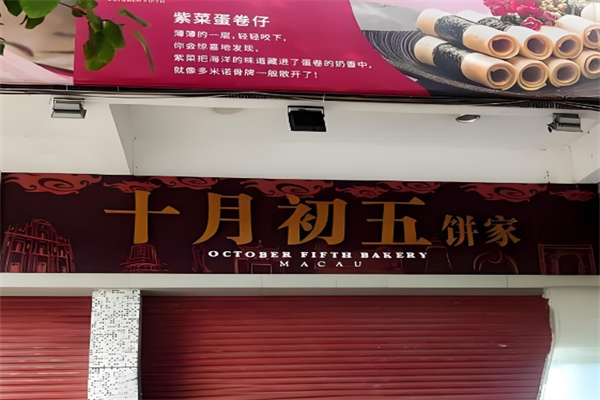 紫菜蛋卷仔
薄薄的一层，轻轻咬下，
你会惊喜地发现，
紫菜把海洋的味道藏进了蛋卷的奶香中，
就像多米诺骨牌一般散开了！
十月初五饼家
OCTOBER FIFTH BAKERY
MACAU